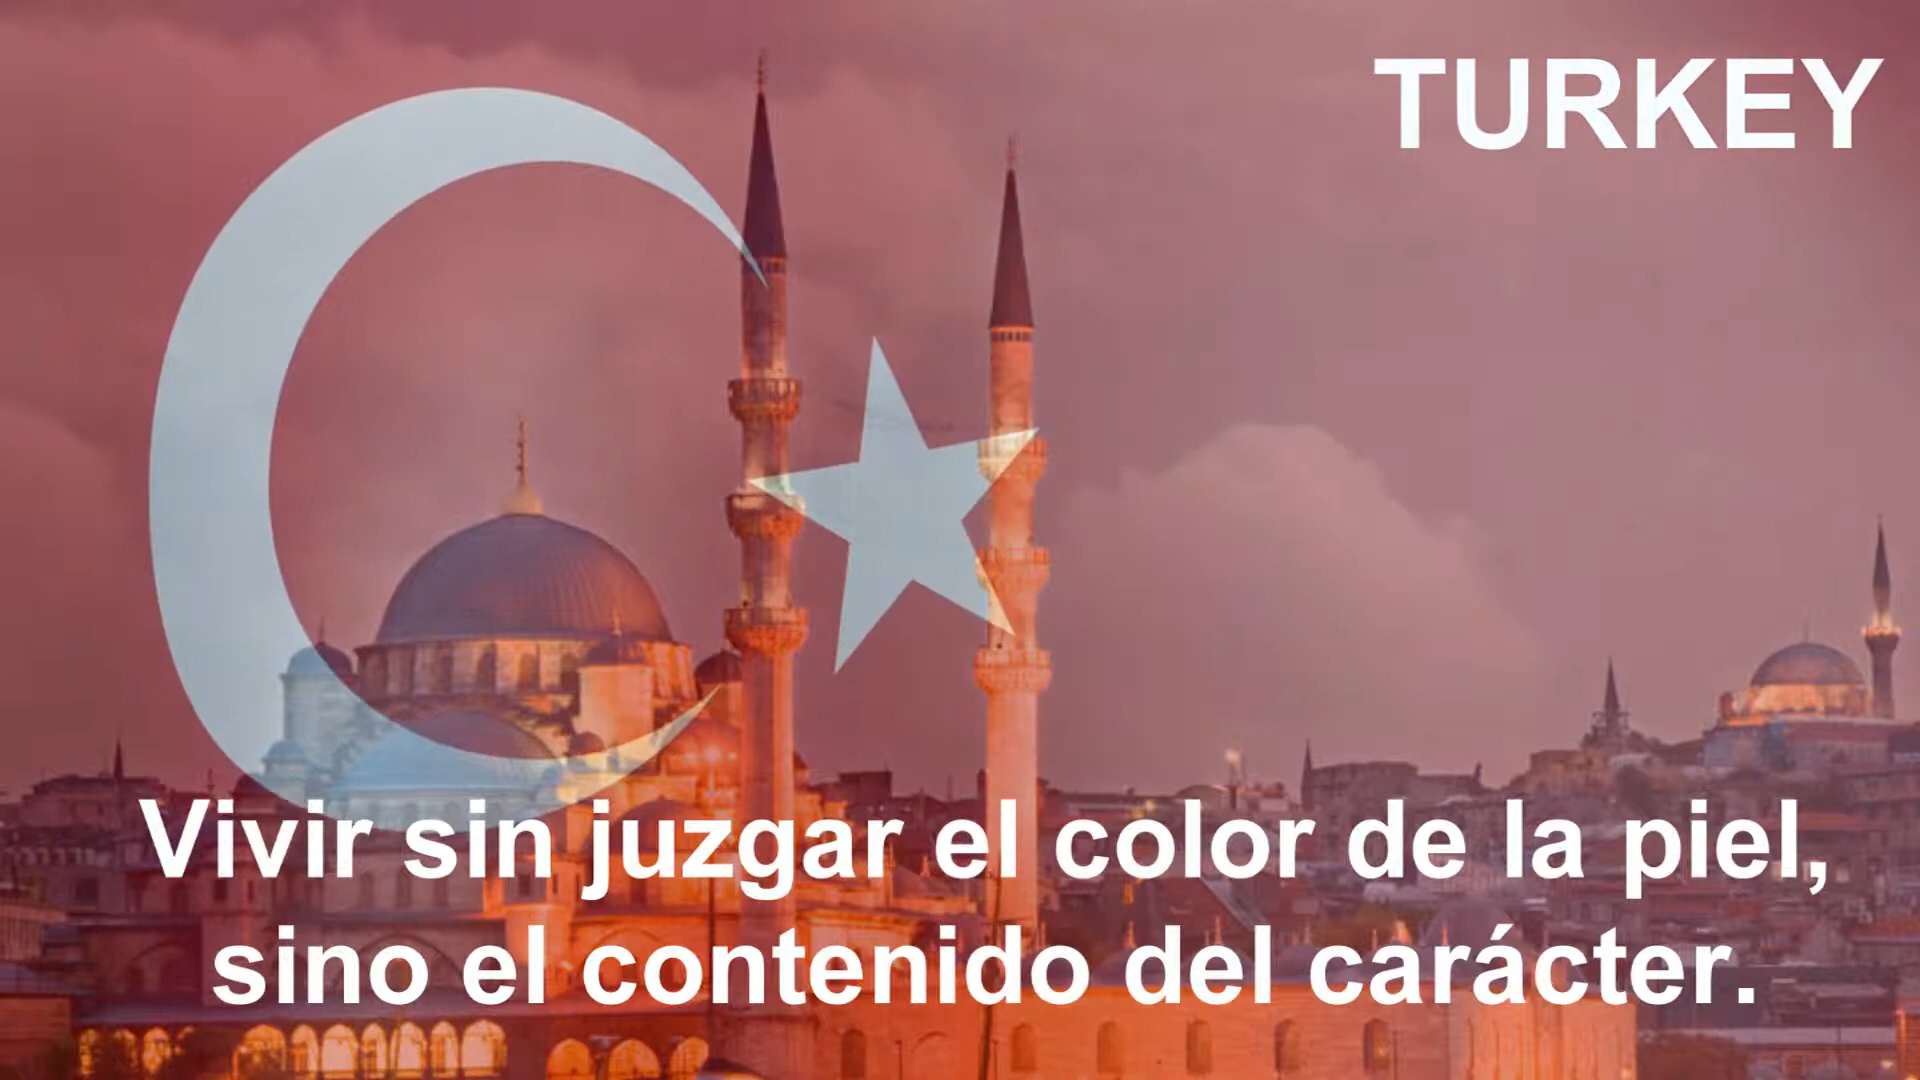 TURKEY
Vivir sin juzgar el color de la piel,
sino el contenido del carácter.